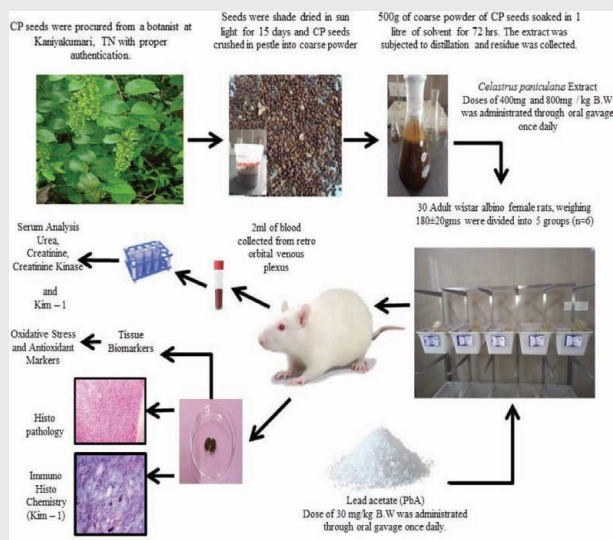 CP seeds were procured from a botanist at
Kaniyakumari, TN with proper
authentication.
Seeds were shade dried in sun
light for 15 days and CP seeds
crushed in pestle into coarse powder
500g of coarse powder of CP seeds soaked in 1
litre of solvent for 72 hrs. The extract was
subjected to distillation and residue was collected.
Celastrus paniculatus Extract
Doses of 400mg and 800mg / kg B.W
was administrated through oral gavage
once daily
30 Adult wistar albino female rats, weighing
180±20gms were divided into 5 groups (n=6)
2ml of blood
collected from retro
orbital venous
plexus
Serum Analysis
Urea,
Creatinine,
Creatinine Kinase
and
Kim – 1
Oxidative Stress
and Antioxidant
Markers
Tissue
Biomarkers
Histo
pathology
Immuno
Histo
Chemistry
(Kim – 1)
Lead acetate (PbA)
Dose of 30 mg/kg B.W was administrated
through oral gavage once daily.